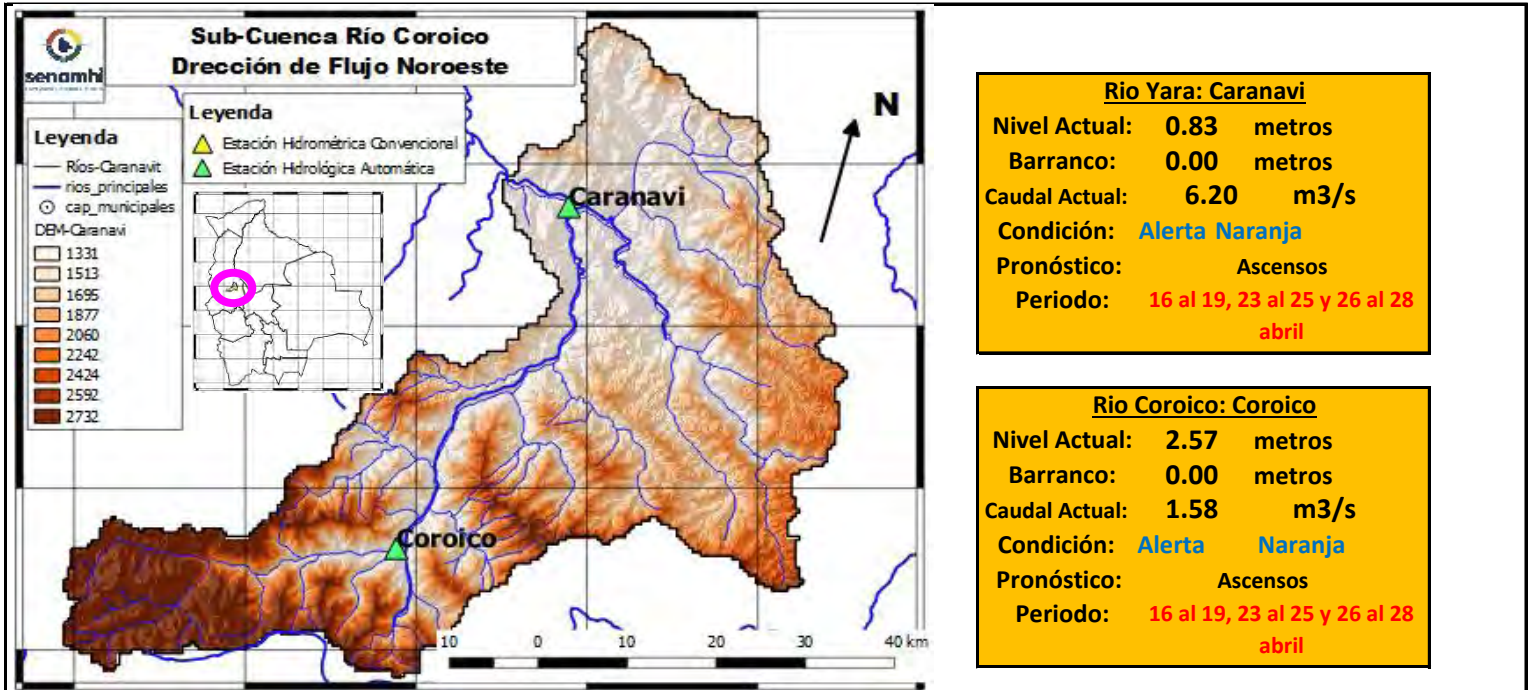 senamhi
Sub-Cuenca Río Coroico
Drección de Flujo Noroeste
Leyenda
Estación Hidrométrica Convencional
Estación Hidrológica Automática
Leyenda
Ríos-Caranavit
rios_principales
cap_municipales
DEM-Caranavi
1331
1513
1695
1877
2060
2242
2424
2592
2732
N
Caranavi
Coroico
10 0 10 20 30 40 km
Rio Yara: Caranavi
Nivel Actual: 0.83 metros
Barranco: 0.00 metros
Caudal Actual: 6.20 m3/s
Condición: Alerta Naranja
Pronóstico: Ascensos
Periodo: 16 al 19, 23 al 25 y 26 al 28
abril
Rio Coroico: Coroico
Nivel Actual: 2.57 metros
Barranco: 0.00 metros
Caudal Actual: 1.58 m3/s
Condición: Alerta Naranja
Pronóstico: Ascensos
Periodo: 16 al 19, 23 al 25 y 26 al 28
abril